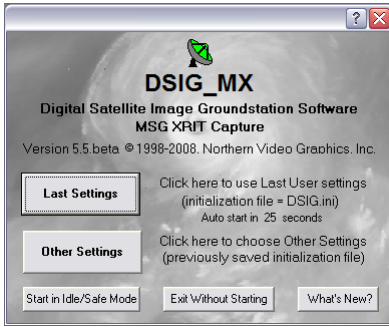 DSIG_MX
Digital Satellite Image Groundstation Software
MSG XRIT Capture
Version 5.5.beta ©1998-2008. Northern Video Graphics, Inc.
Last Settings
Click here to use Last User settings
(initialization file = DSIG.ini)
Auto start in 25 seconds
Other Settings
Click here to choose Other Settings
(previously saved initialization file)
Start in Idle/Safe Mode
Exit Without Starting
What's New?